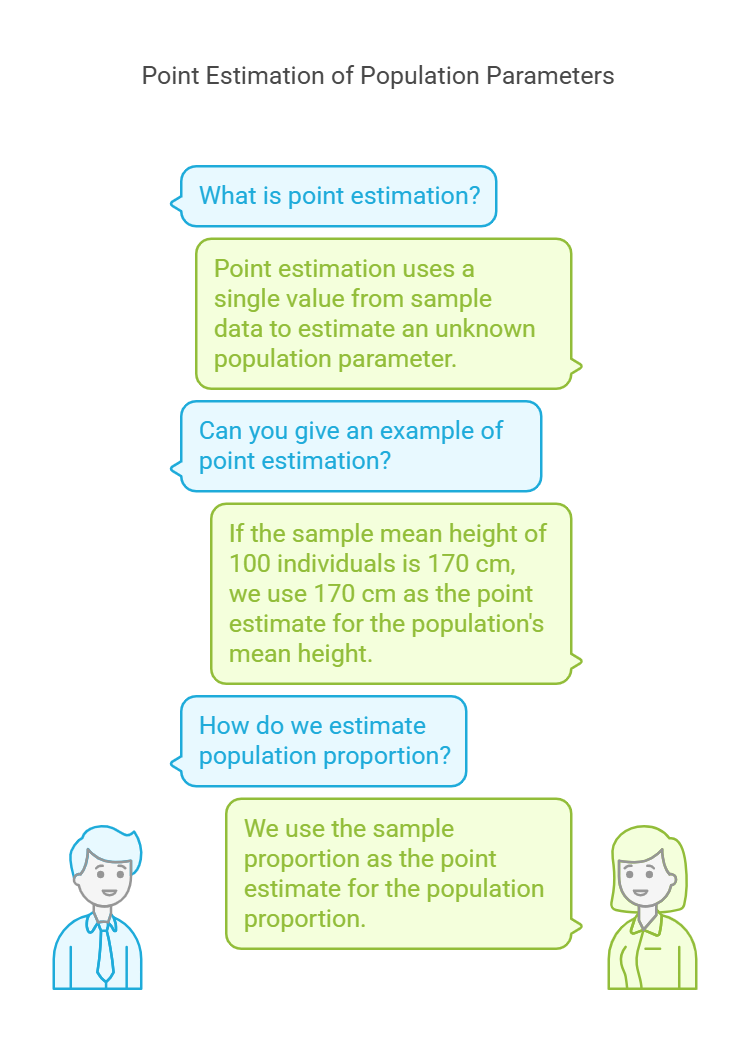 Point Estimation of Population Parameters
What is point estimation?
Point estimation uses a
single value from sample
data to estimate an unknown
population parameter.
Can you give an example of
point estimation?
If the sample mean height of
100 individuals is 170 cm,
we use 170 cm as the point
estimate for the population's
mean height.
How do we estimate
population proportion?
We use the sample
proportion as the point
estimate for the population
proportion.